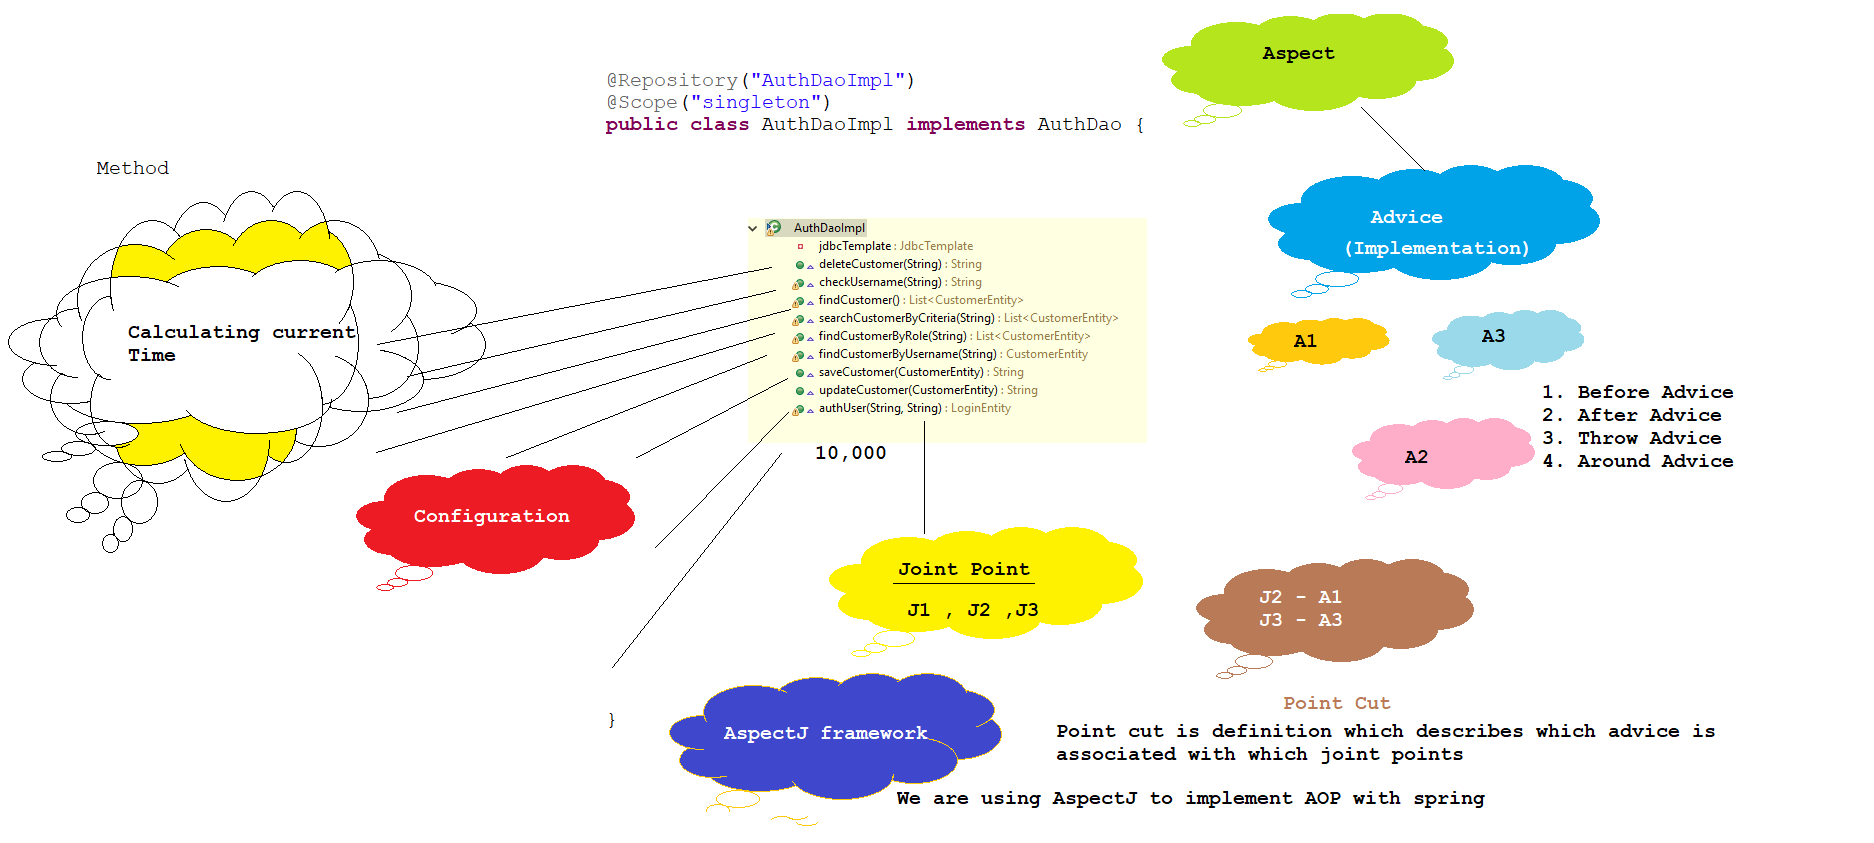 Aspect
@Repository("AuthDaoImpl")
@Scope("singleton")
public class AuthDaoImpl implements AuthDao {
Method
Advice
(Implementation)
AuthDaoImpl
jdbcTemplate : JdbcTemplate
deleteCustomer(String) : String
checkUsername(String) : String
findCustomer() : List<CustomerEntity>
searchCustomerByCriteria(String) : List<CustomerEntity>
findCustomerByRole(String) : List<CustomerEntity>
findCustomerByUsername(String) : CustomerEntity
saveCustomer(CustomerEntity) : String
updateCustomer(CustomerEntity) : String
authUser(String, String) : LoginEntity
10,000
Calculating current
Time
A1
A3
A2
1. Before Advice
2. After Advice
3. Throw Advice
4. Around Advice
Configuration
Joint Point
J1 , J2 ,J3
J2 - A1
J3 - A3
Point Cut
Point cut is definition which describes which advice is
associated with which joint points
}
AspectJ framework
We are using AspectJ to implement AOP with spring